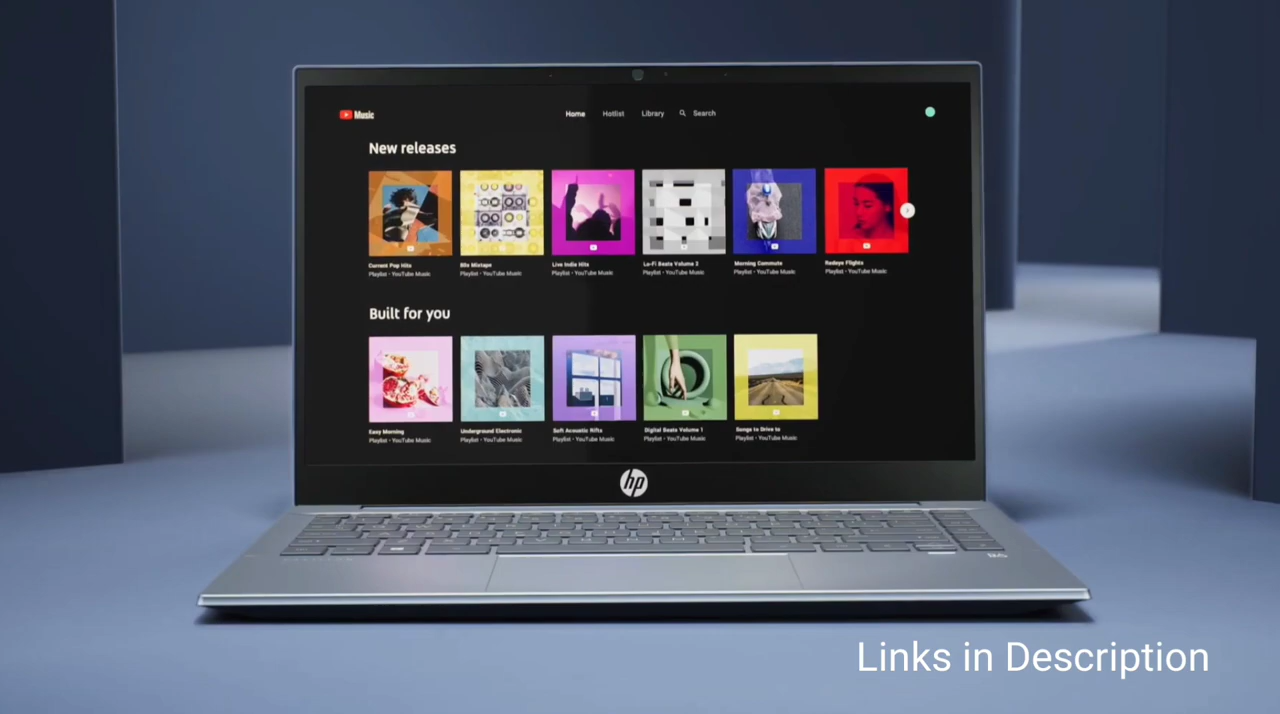 Music
Home Hotlist Library Search
New releases
Current Pop Hits
Playlist • YouTube Music
80s Mixtape
Playlist • YouTube Music
Live Indie Hits
Playlist • YouTube Music
Lo-Fi Beats Volume 2
Playlist • YouTube Music
Morning Commute
Playlist • YouTube Music
Redeye Flights
Playlist • YouTube Music
Built for you
Easy Morning
Playlist • YouTube Music
Underground Electronic
Playlist • YouTube Music
Soft Acoustic Riffs
Playlist • YouTube Music
Digital Beats Volume 1
Playlist • YouTube Music
Songs to Drive to
Playlist • YouTube Music
hp
Links in Description